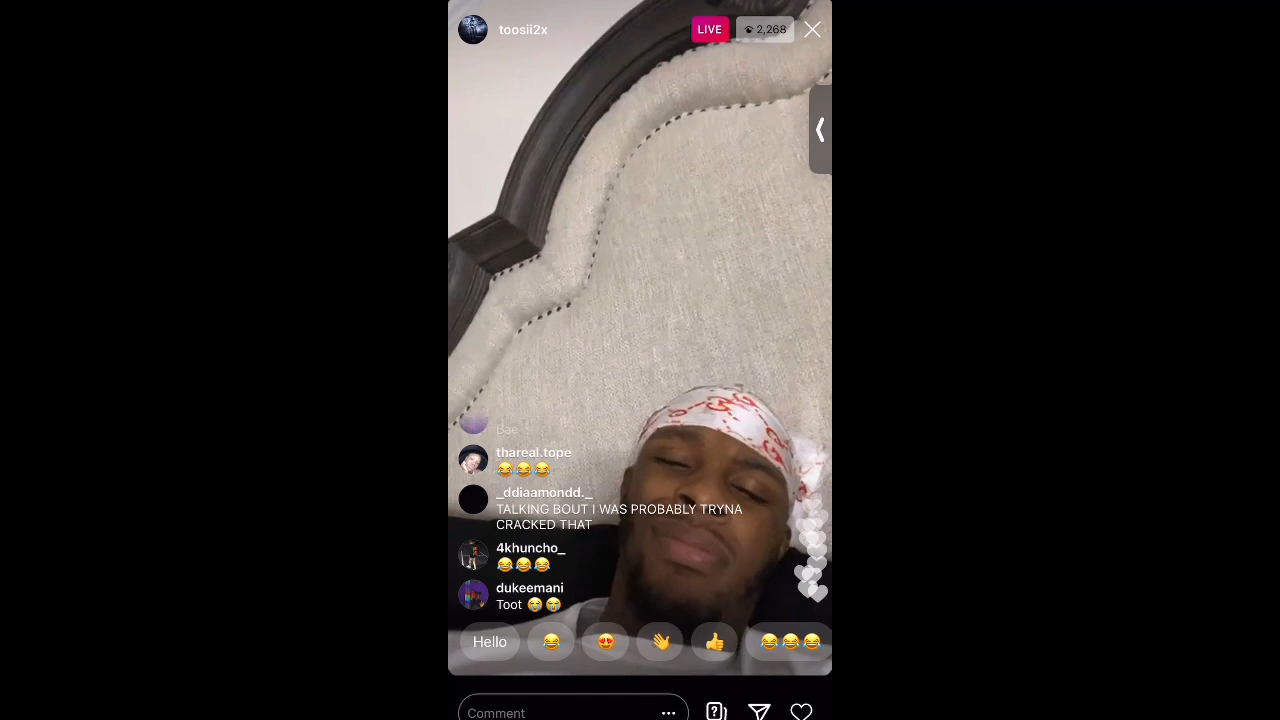 toosii2x
LIVE
2,268
Bae
thareal.tope
😂😂😂
_ddiaamondd._
TALKING BOUT I WAS PROBABLY TRYNA
CRACKED THAT
4khuncho_
😂😂😂
dukeemani
Toot 😭😭
Hello 😂 😍 👋 👍 😂😂😂
Comment